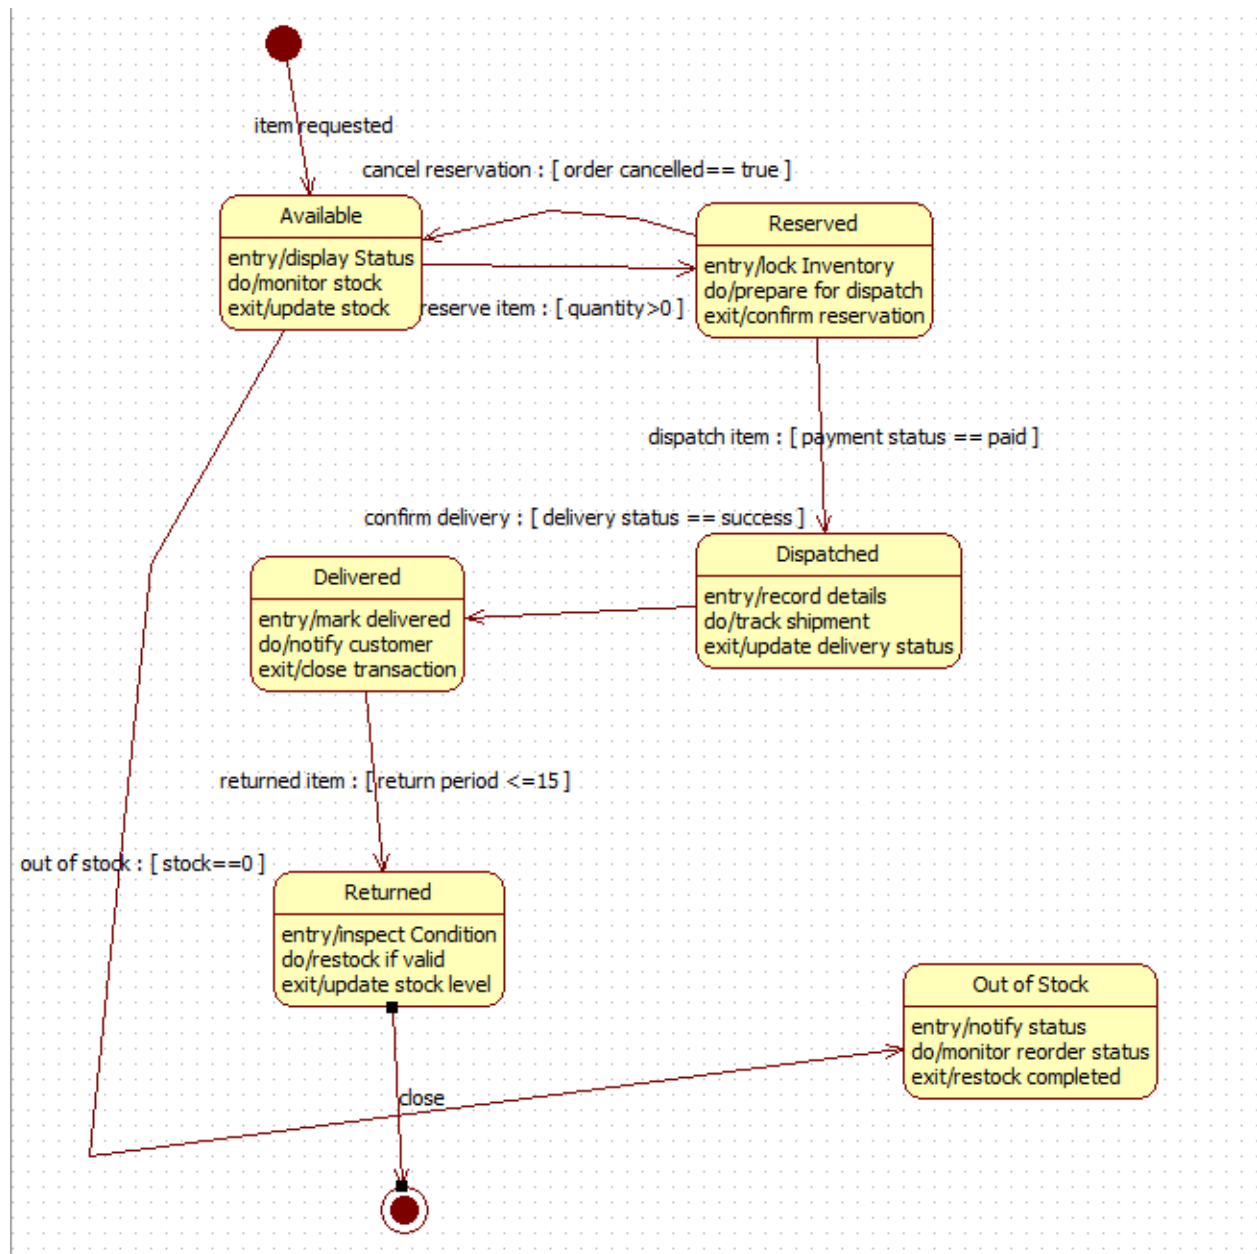 item requested
cancel reservation : [ order cancelled== true ]
Available
entry/display Status
do/monitor stock
exit/update stock
Reserved
entry/lock Inventory
do/prepare for dispatch
exit/confirm reservation
reserve item : [ quantity>0 ]
dispatch item : [ payment status == paid ]
confirm delivery : [ delivery status == success ]
Dispatched
entry/record details
do/track shipment
exit/update delivery status
Delivered
entry/mark delivered
do/notify customer
exit/close transaction
returned item : [ return period <=15 ]
out of stock : [ stock==0 ]
Returned
entry/inspect Condition
do/restock if valid
exit/update stock level
Out of Stock
entry/notify status
do/monitor reorder status
exit/restock completed
close